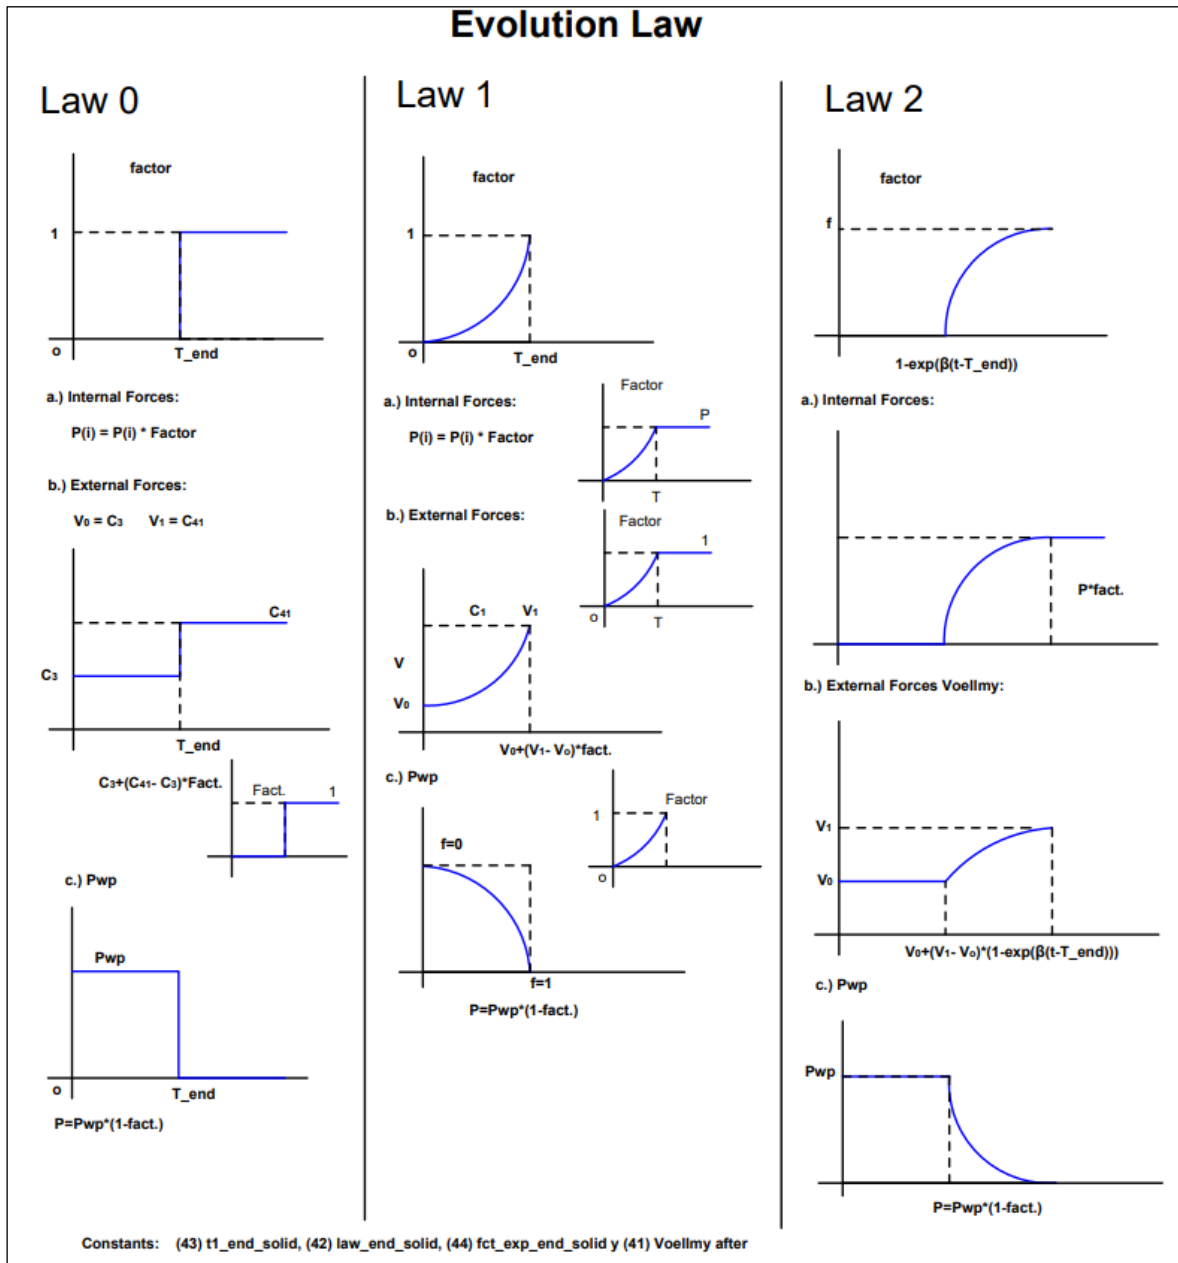 Evolution Law
Law 0
factor
1
o
T_end
a.) Internal Forces:
P(i) = P(i) * Factor
b.) External Forces:
V₀ = C₃ V₁ = C₄₁
C₄₁
C₃
T_end
C₃+(C₄₁- C₃)*Fact.
Fact.
1
c.) Pwp
Pwp
o
T_end
P=Pwp*(1-fact.)
Law 1
factor
1
o
T_end
a.) Internal Forces:
P(i) = P(i) * Factor
Factor
P
T
b.) External Forces:
Factor
1
o
T
C₁
V₁
V
V₀
V₀+(V₁- V₀)*fact.
c.) Pwp
Factor
1
o
f=0
f=1
P=Pwp*(1-fact.)
Law 2
factor
f
1-exp(β(t-T_end))
a.) Internal Forces:
P*fact.
b.) External Forces Voellmy:
V₁
V₀
V₀+(V₁- V₀)*(1-exp(β(t-T_end)))
c.) Pwp
Pwp
P=Pwp*(1-fact.)
Constants: (43) t1_end_solid, (42) law_end_solid, (44) fct_exp_end_solid y (41) Voellmy after